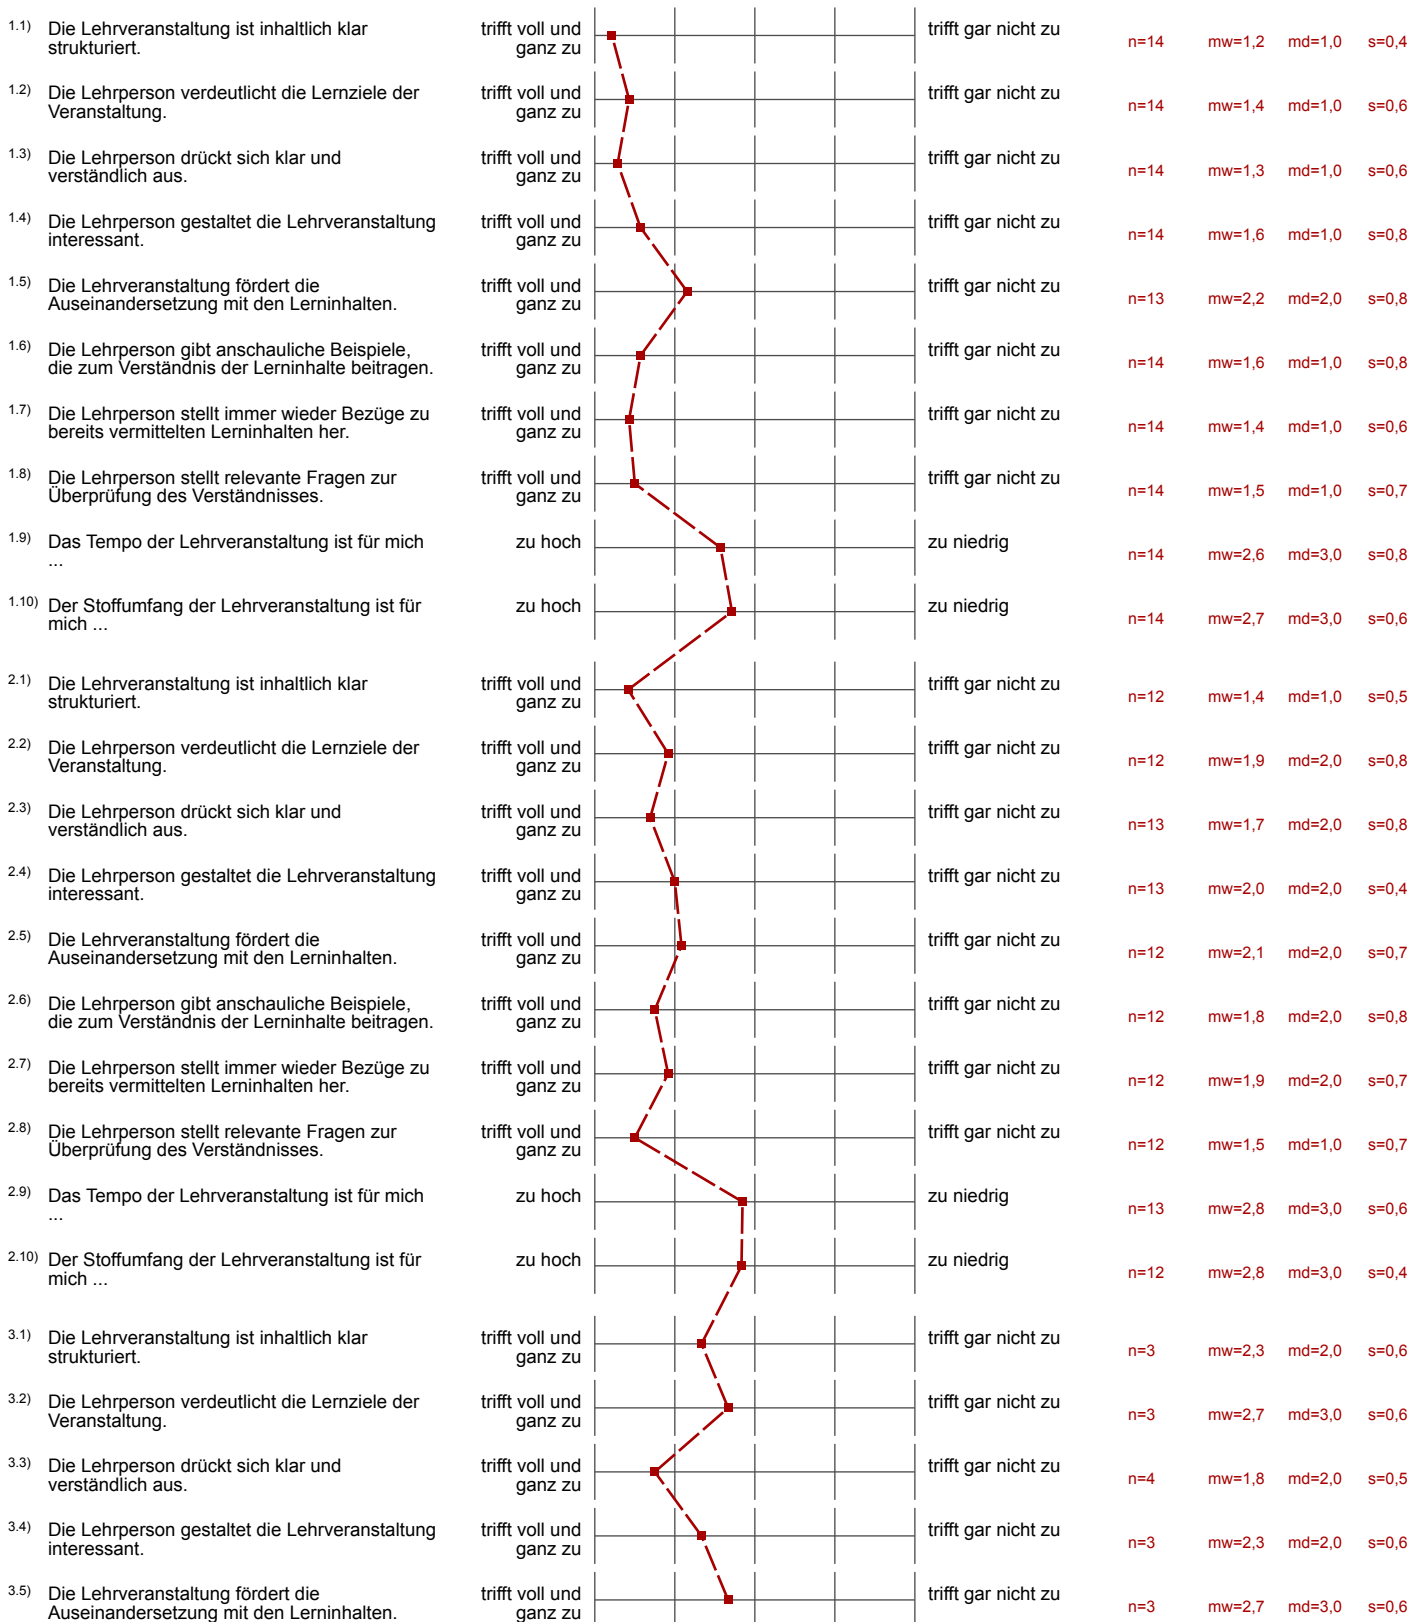 1.1) Die Lehrveranstaltung ist inhaltlich klar trifft voll und trifft gar nicht zu
strukturiert. ganz zu n=14 mw=1,2 md=1,0 s=0,4
1.2) Die Lehrperson verdeutlicht die Lernziele der trifft voll und trifft gar nicht zu
Veranstaltung. ganz zu n=14 mw=1,4 md=1,0 s=0,6
1.3) Die Lehrperson drückt sich klar und trifft voll und trifft gar nicht zu
verständlich aus. ganz zu n=14 mw=1,3 md=1,0 s=0,6
1.4) Die Lehrperson gestaltet die Lehrveranstaltung trifft voll und trifft gar nicht zu
interessant. ganz zu n=14 mw=1,6 md=1,0 s=0,8
1.5) Die Lehrveranstaltung fördert die trifft voll und trifft gar nicht zu
Auseinandersetzung mit den Lerninhalten. ganz zu n=13 mw=2,2 md=2,0 s=0,8
1.6) Die Lehrperson gibt anschauliche Beispiele, trifft voll und trifft gar nicht zu
die zum Verständnis der Lerninhalte beitragen. ganz zu n=14 mw=1,6 md=1,0 s=0,8
1.7) Die Lehrperson stellt immer wieder Bezüge zu trifft voll und trifft gar nicht zu
bereits vermittelten Lerninhalten her. ganz zu n=14 mw=1,4 md=1,0 s=0,6
1.8) Die Lehrperson stellt relevante Fragen zur trifft voll und trifft gar nicht zu
Überprüfung des Verständnisses. ganz zu n=14 mw=1,5 md=1,0 s=0,7
1.9) Das Tempo der Lehrveranstaltung ist für mich zu hoch zu niedrig
... n=14 mw=2,6 md=3,0 s=0,8
1.10) Der Stoffumfang der Lehrveranstaltung ist für zu hoch zu niedrig
mich ... n=14 mw=2,7 md=3,0 s=0,6
2.1) Die Lehrveranstaltung ist inhaltlich klar trifft voll und trifft gar nicht zu
strukturiert. ganz zu n=12 mw=1,4 md=1,0 s=0,5
2.2) Die Lehrperson verdeutlicht die Lernziele der trifft voll und trifft gar nicht zu
Veranstaltung. ganz zu n=12 mw=1,9 md=2,0 s=0,8
2.3) Die Lehrperson drückt sich klar und trifft voll und trifft gar nicht zu
verständlich aus. ganz zu n=13 mw=1,7 md=2,0 s=0,8
2.4) Die Lehrperson gestaltet die Lehrveranstaltung trifft voll und trifft gar nicht zu
interessant. ganz zu n=13 mw=2,0 md=2,0 s=0,4
2.5) Die Lehrveranstaltung fördert die trifft voll und trifft gar nicht zu
Auseinandersetzung mit den Lerninhalten. ganz zu n=12 mw=2,1 md=2,0 s=0,7
2.6) Die Lehrperson gibt anschauliche Beispiele, trifft voll und trifft gar nicht zu
die zum Verständnis der Lerninhalte beitragen. ganz zu n=12 mw=1,8 md=2,0 s=0,8
2.7) Die Lehrperson stellt immer wieder Bezüge zu trifft voll und trifft gar nicht zu
bereits vermittelten Lerninhalten her. ganz zu n=12 mw=1,9 md=2,0 s=0,7
2.8) Die Lehrperson stellt relevante Fragen zur trifft voll und trifft gar nicht zu
Überprüfung des Verständnisses. ganz zu n=12 mw=1,5 md=1,0 s=0,7
2.9) Das Tempo der Lehrveranstaltung ist für mich zu hoch zu niedrig
... n=13 mw=2,8 md=3,0 s=0,6
2.10) Der Stoffumfang der Lehrveranstaltung ist für zu hoch zu niedrig
mich ... n=12 mw=2,8 md=3,0 s=0,4
3.1) Die Lehrveranstaltung ist inhaltlich klar trifft voll und trifft gar nicht zu
strukturiert. ganz zu n=3 mw=2,3 md=2,0 s=0,6
3.2) Die Lehrperson verdeutlicht die Lernziele der trifft voll und trifft gar nicht zu
Veranstaltung. ganz zu n=3 mw=2,7 md=3,0 s=0,6
3.3) Die Lehrperson drückt sich klar und trifft voll und trifft gar nicht zu
verständlich aus. ganz zu n=4 mw=1,8 md=2,0 s=0,5
3.4) Die Lehrperson gestaltet die Lehrveranstaltung trifft voll und trifft gar nicht zu
interessant. ganz zu n=3 mw=2,3 md=2,0 s=0,6
3.5) Die Lehrveranstaltung fördert die trifft voll und trifft gar nicht zu
Auseinandersetzung mit den Lerninhalten. ganz zu n=3 mw=2,7 md=3,0 s=0,6